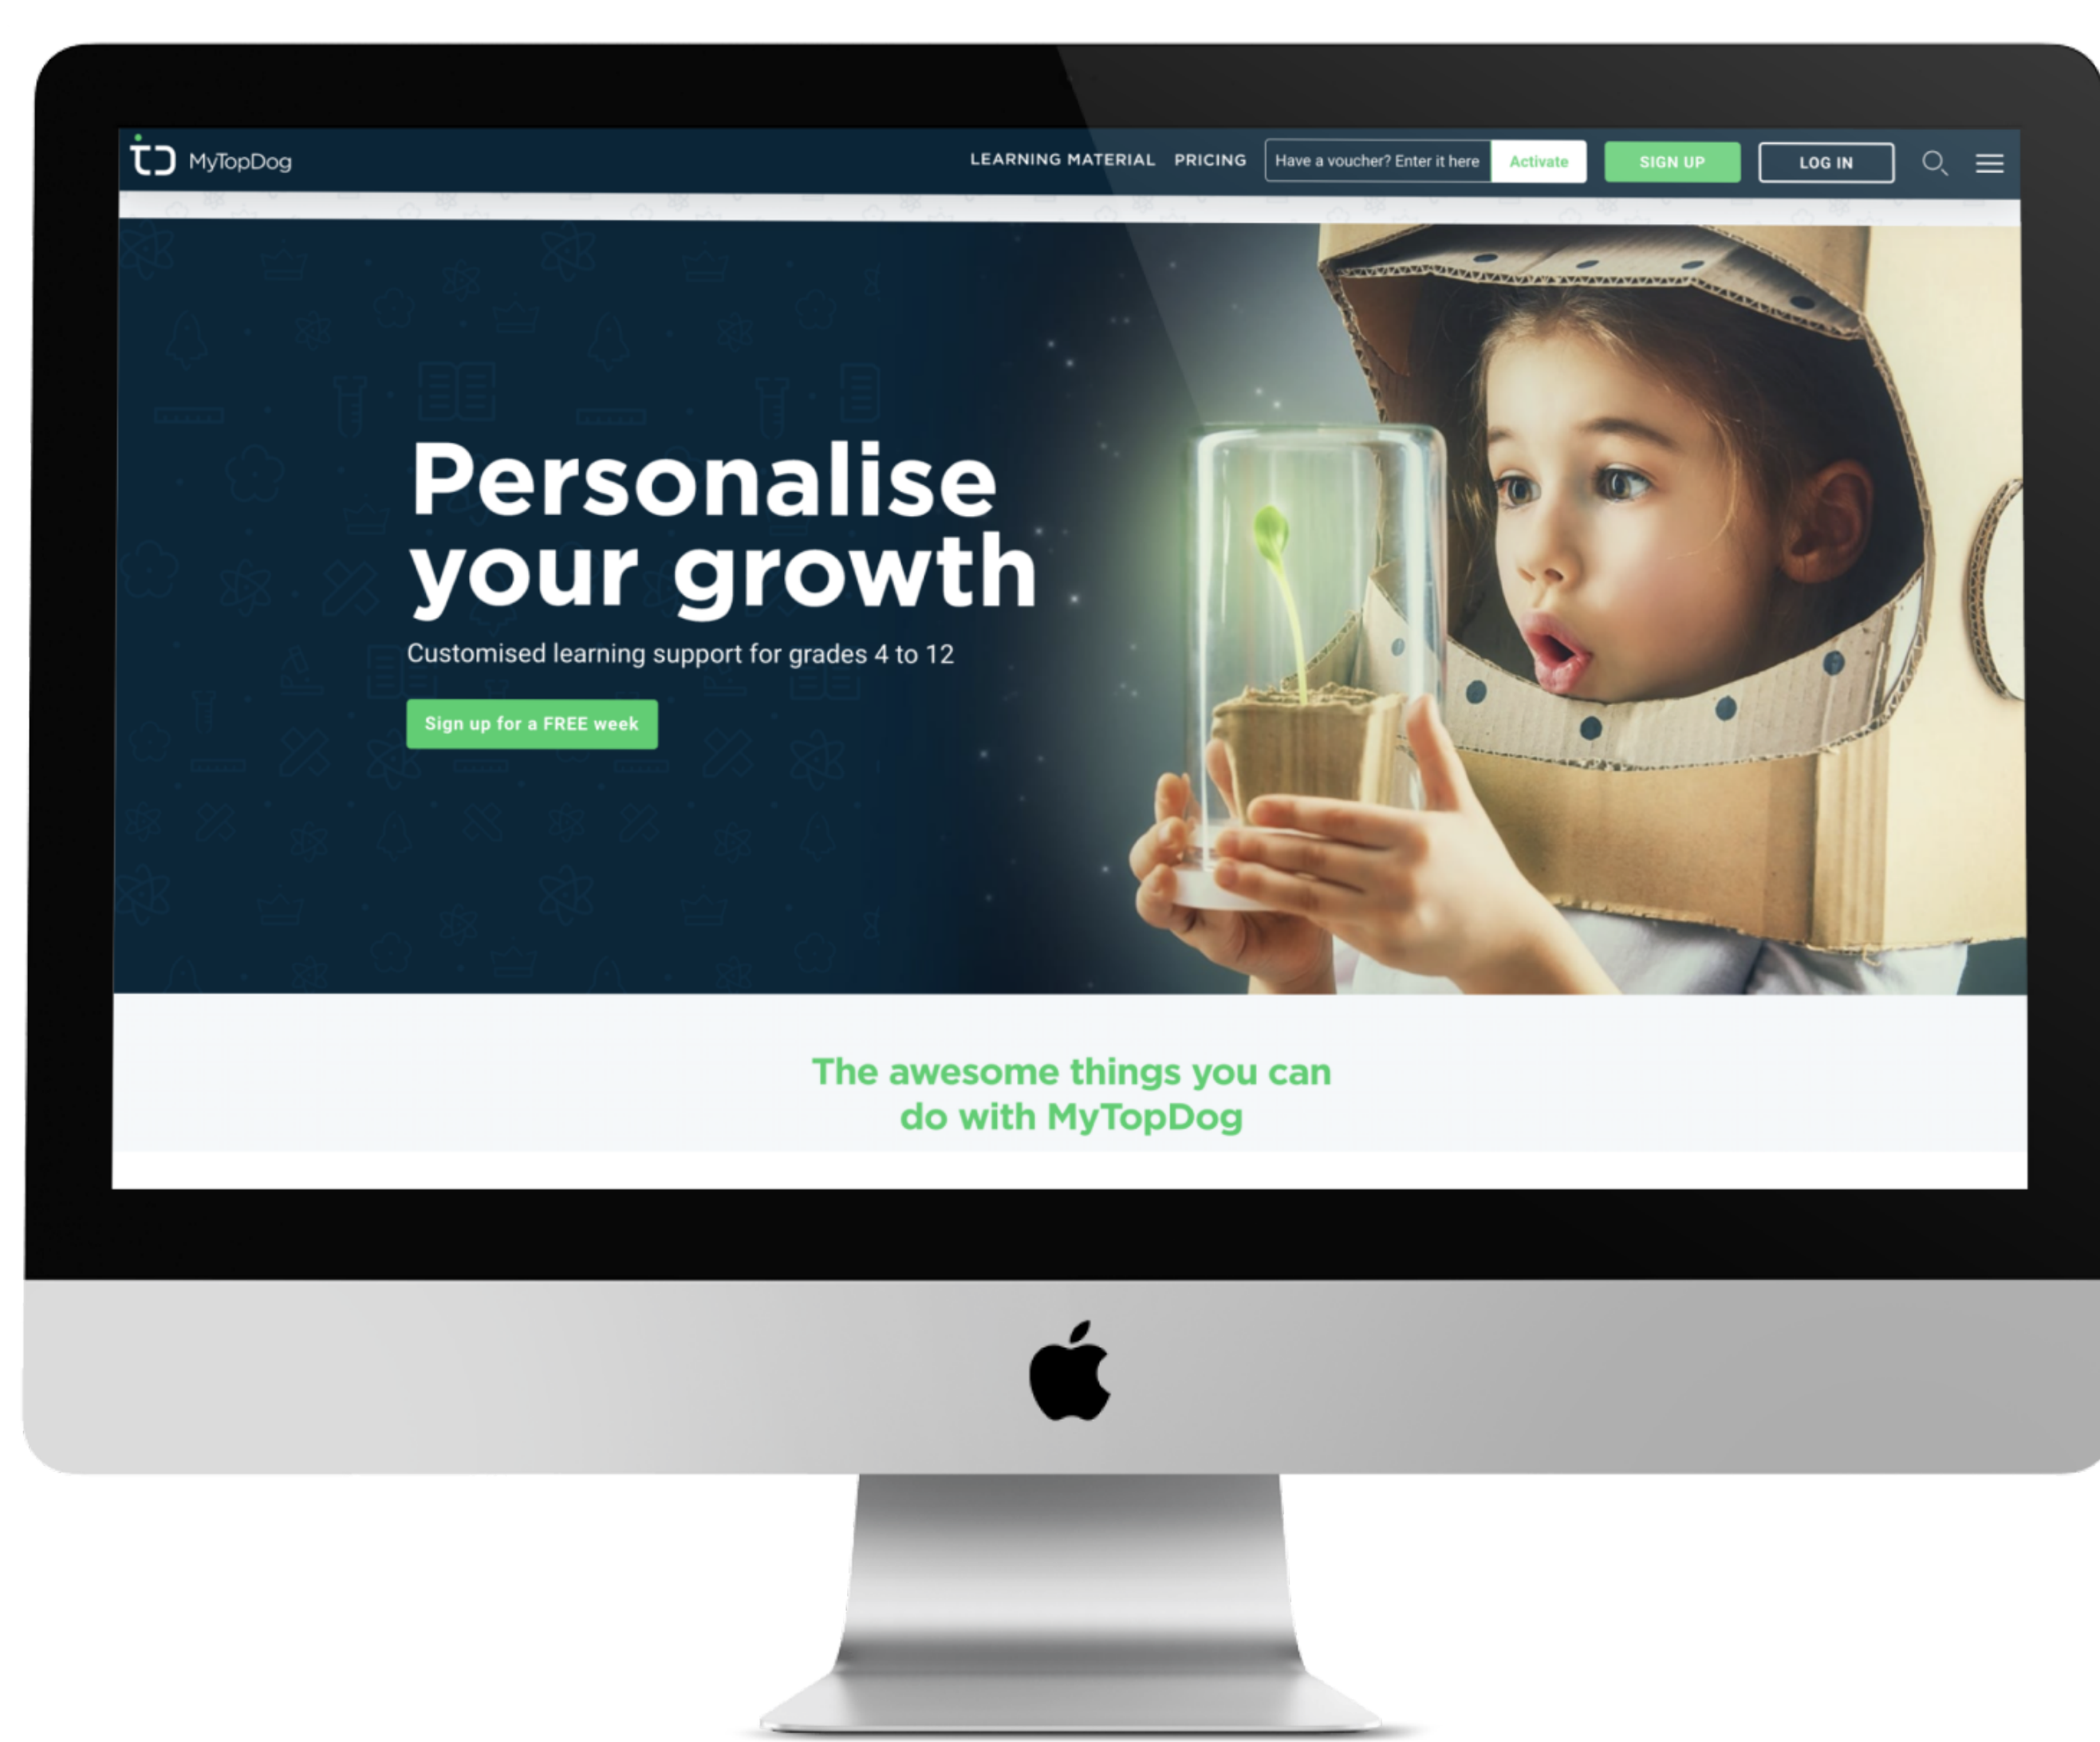 MyTopDog
LEARNING MATERIAL PRICING Have a voucher? Enter it here Activate SIGN UP LOG IN
Personalise
your growth
Customised learning support for grades 4 to 12
Sign up for a FREE week
The awesome things you can
do with MyTopDog